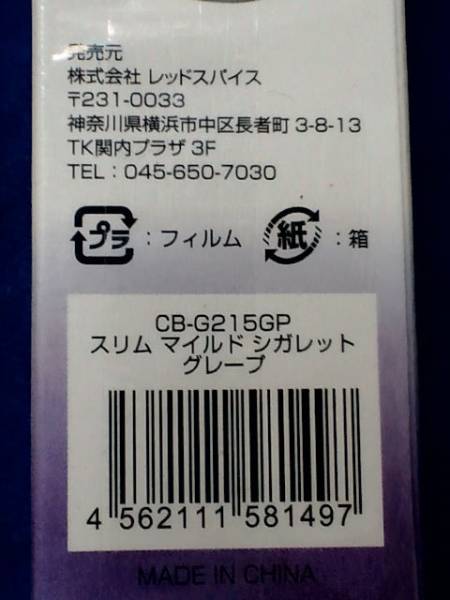 発売元
株式会社 レッドスパイス
〒231-0033
神奈川県横浜市中区長者町 3-8-13
TK関内プラザ 3F
TEL : 045-650-7030
プラ : フィルム 紙 : 箱
CB-G215GP
スリム マイルド シガレット
グレープ
4 562111 581497
MADE IN CHINA